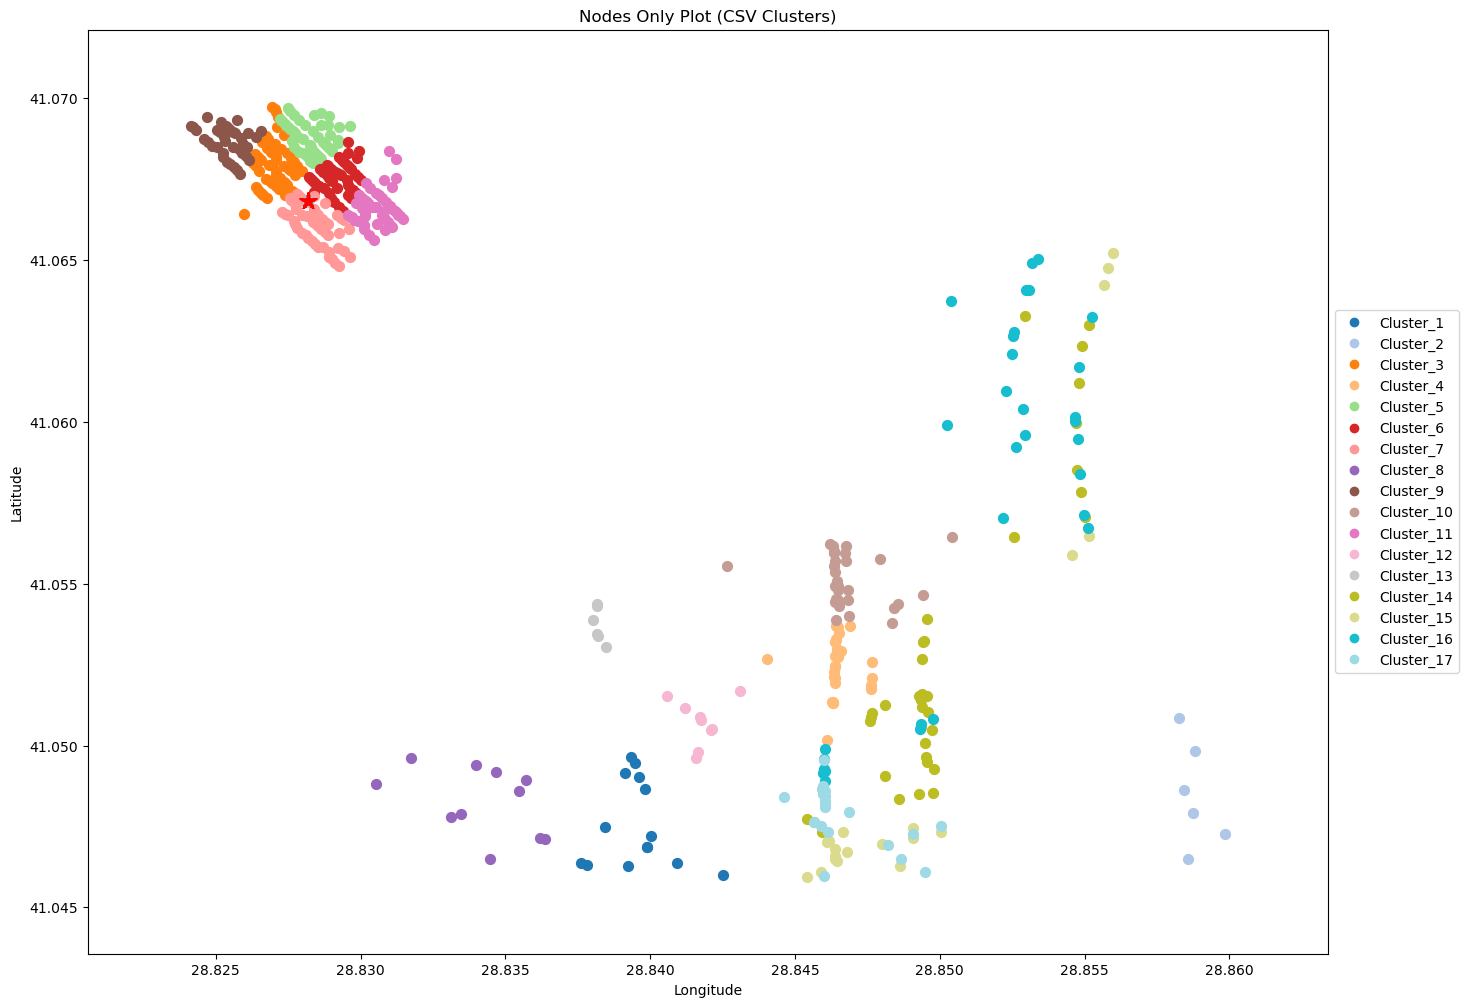 Nodes Only Plot (CSV Clusters)
41.070
41.065
41.060
41.055
41.050
41.045
Latitude
28.825 28.830 28.835 28.840 28.845 28.850 28.855 28.860
Longitude
Cluster_1
Cluster_2
Cluster_3
Cluster_4
Cluster_5
Cluster_6
Cluster_7
Cluster_8
Cluster_9
Cluster_10
Cluster_11
Cluster_12
Cluster_13
Cluster_14
Cluster_15
Cluster_16
Cluster_17